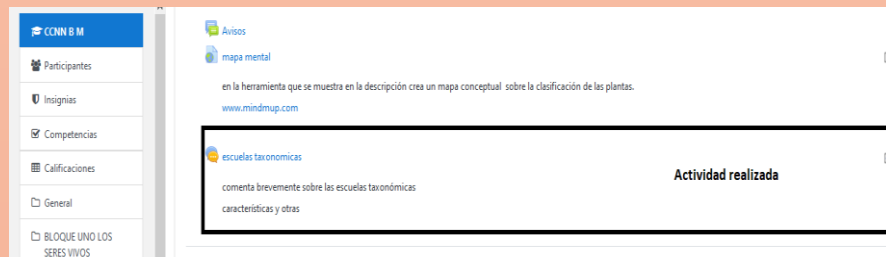 CCNN B M
Participantes
Insignias
Competencias
Calificaciones
General
BLOQUE UNO LOS
SERES VIVOS
Avisos
mapa mental
en la herramienta que se muestra en la descripción crea un mapa conceptual sobre la clasificación de las plantas.
www.mindmup.com
escuelas taxonomicas
comenta brevemente sobre las escuelas taxonómicas
características y otras
Actividad realizada